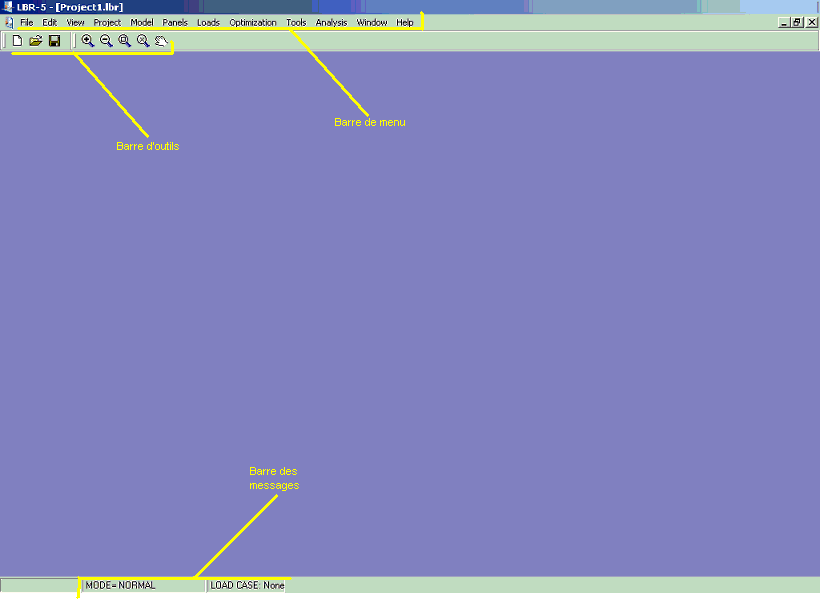 LBR-5 - [Project1.lbr]
File Edit View Project Model Panels Loads Optimization Tools Analysis Window Help
Barre de menu
Barre d'outils
Barre des
messages
MODE= NORMAL LOAD CASE: None